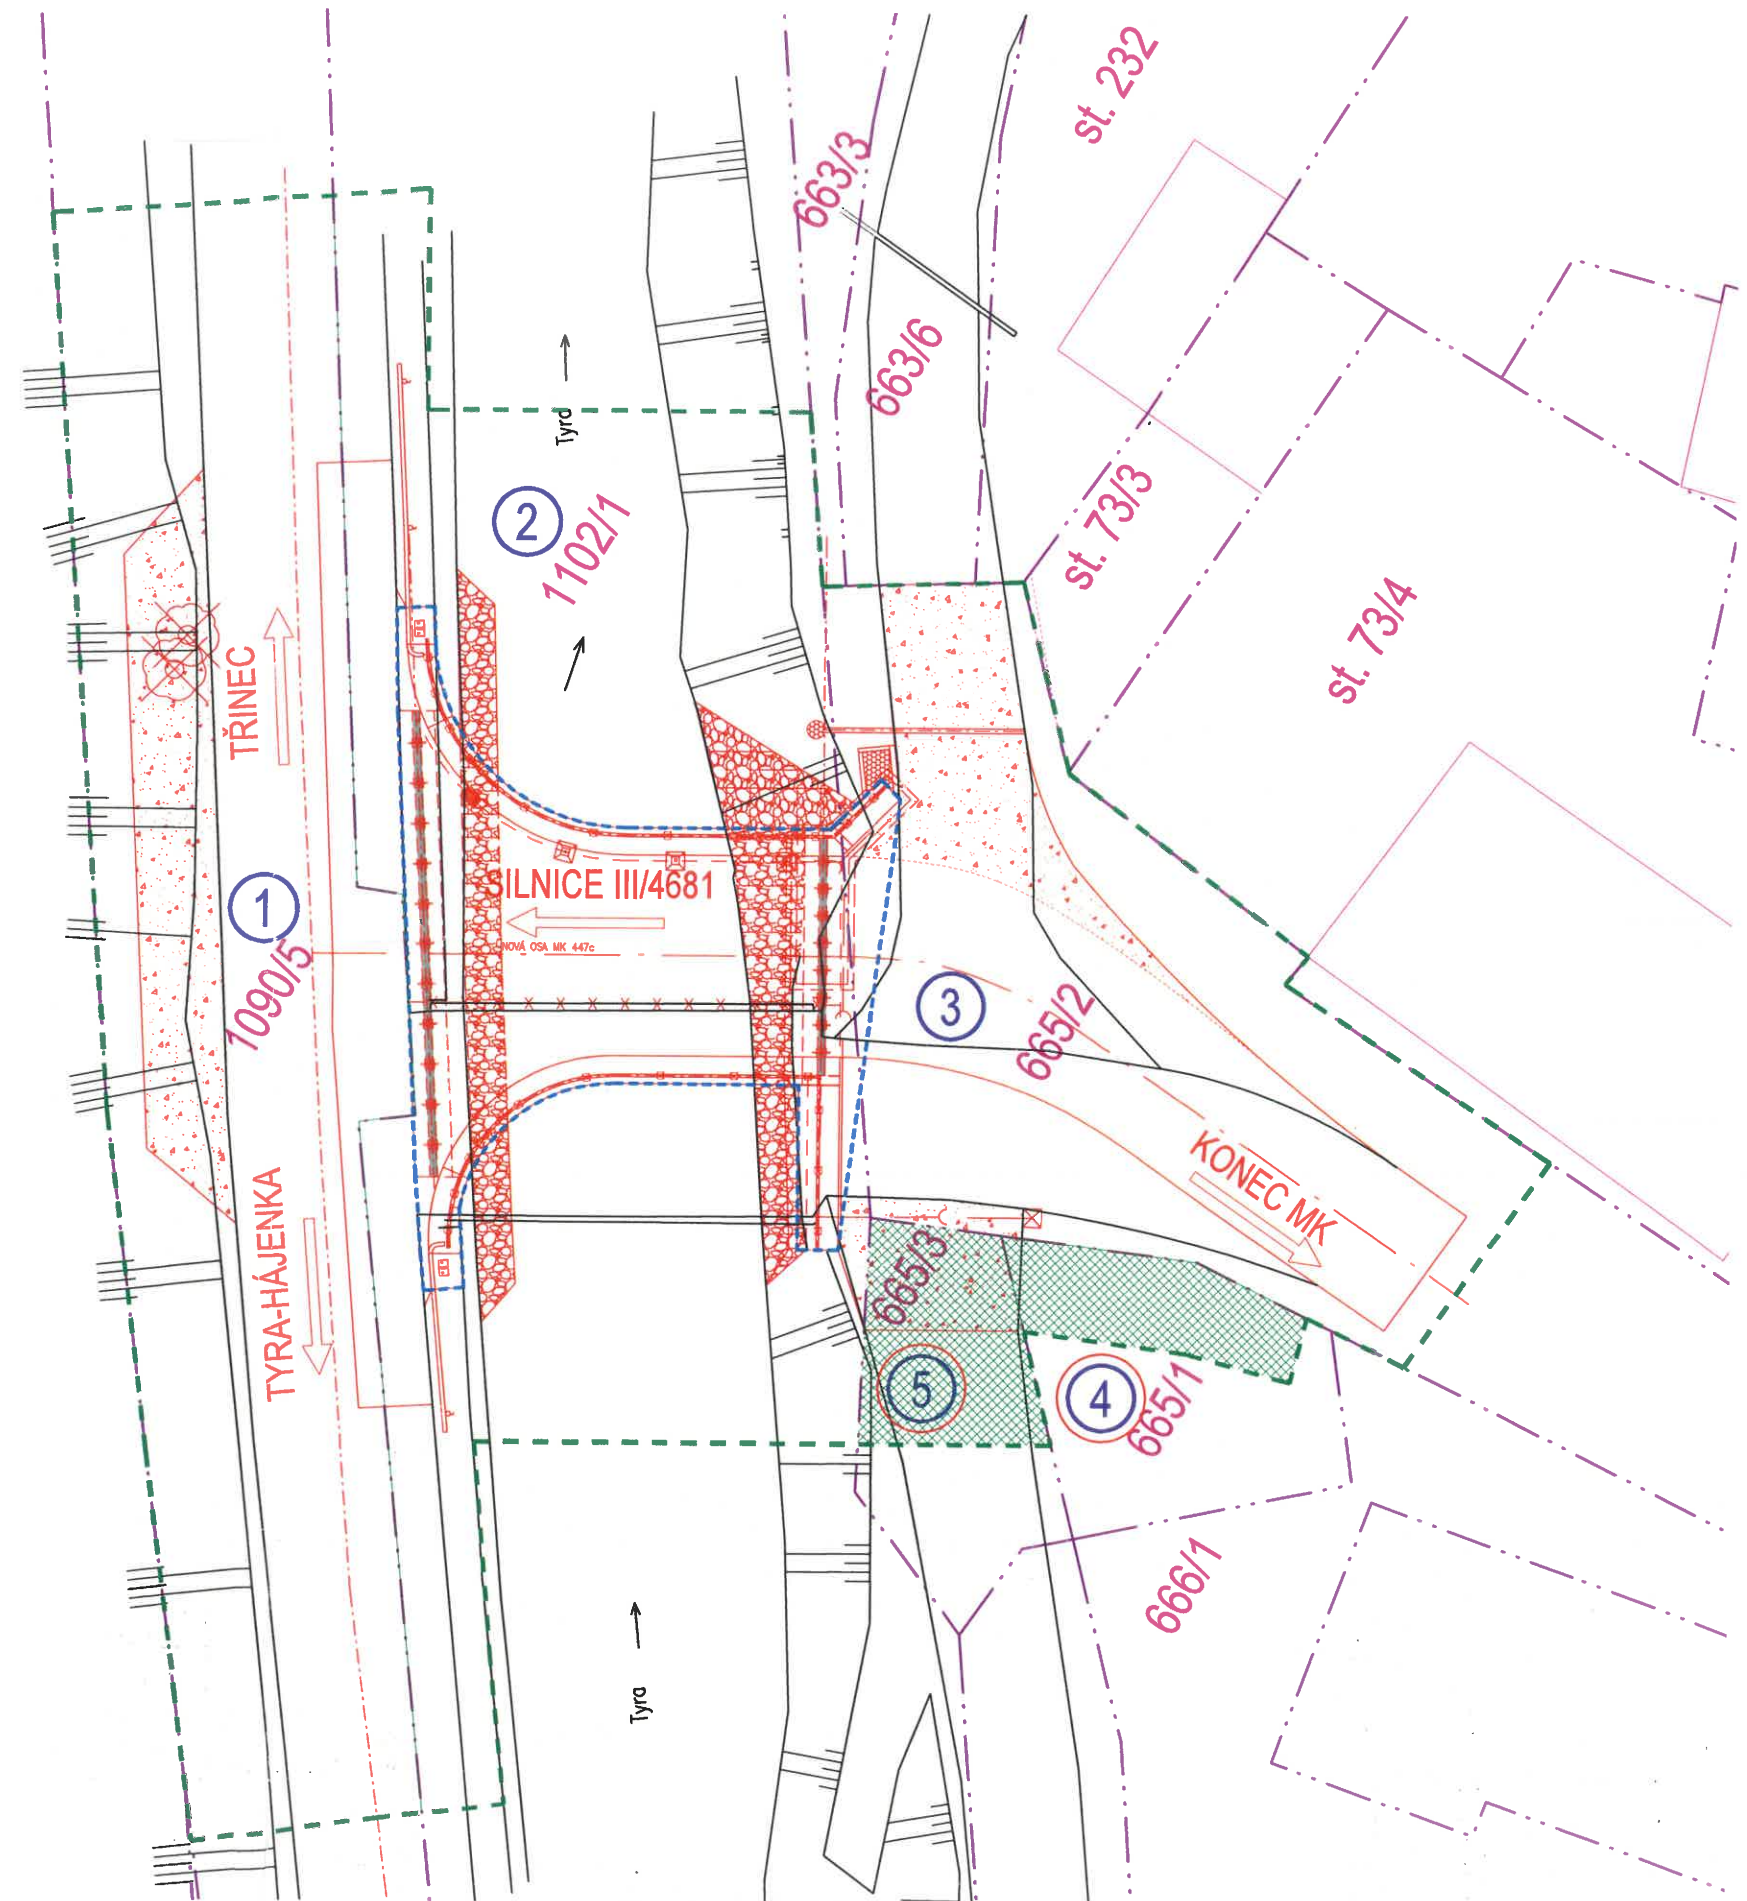 st. 232
663/3
663/6
Tyra
2
1102/1
st. 73/3
st. 73/4
TŘINEC
1
1090/5
SILNICE III/4681
NOVÁ OSA MK 447c
3
665/2
KONEC MK
TYRA-HÁJENKA
665/3
5
4
665/1
666/1
Tyra